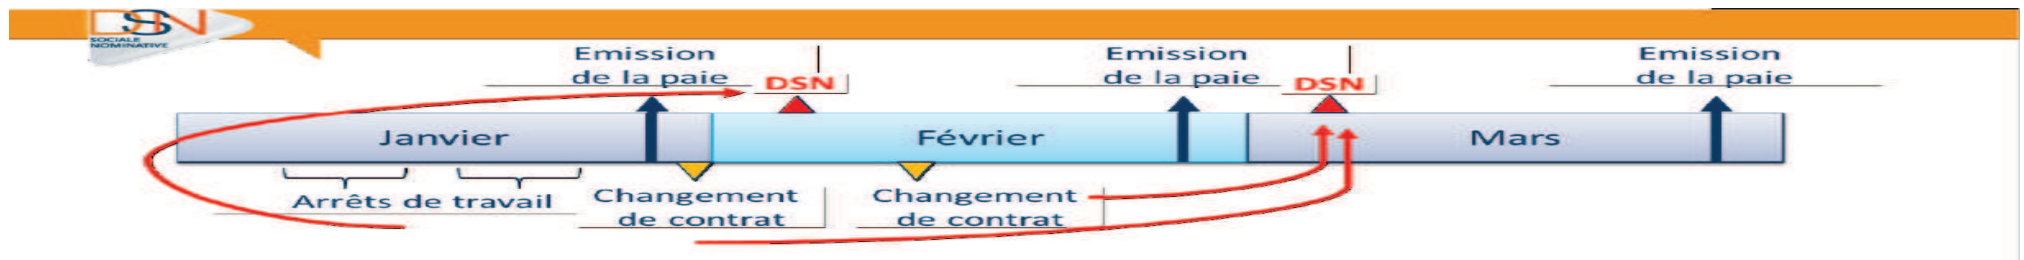 DSN
SOCIALE
NOMINATIVE
Emission
de la paie
DSN
Emission
de la paie
DSN
Emission
de la paie
Janvier
Février
Mars
Arrêts de travail
Changement
de contrat
Changement
de contrat